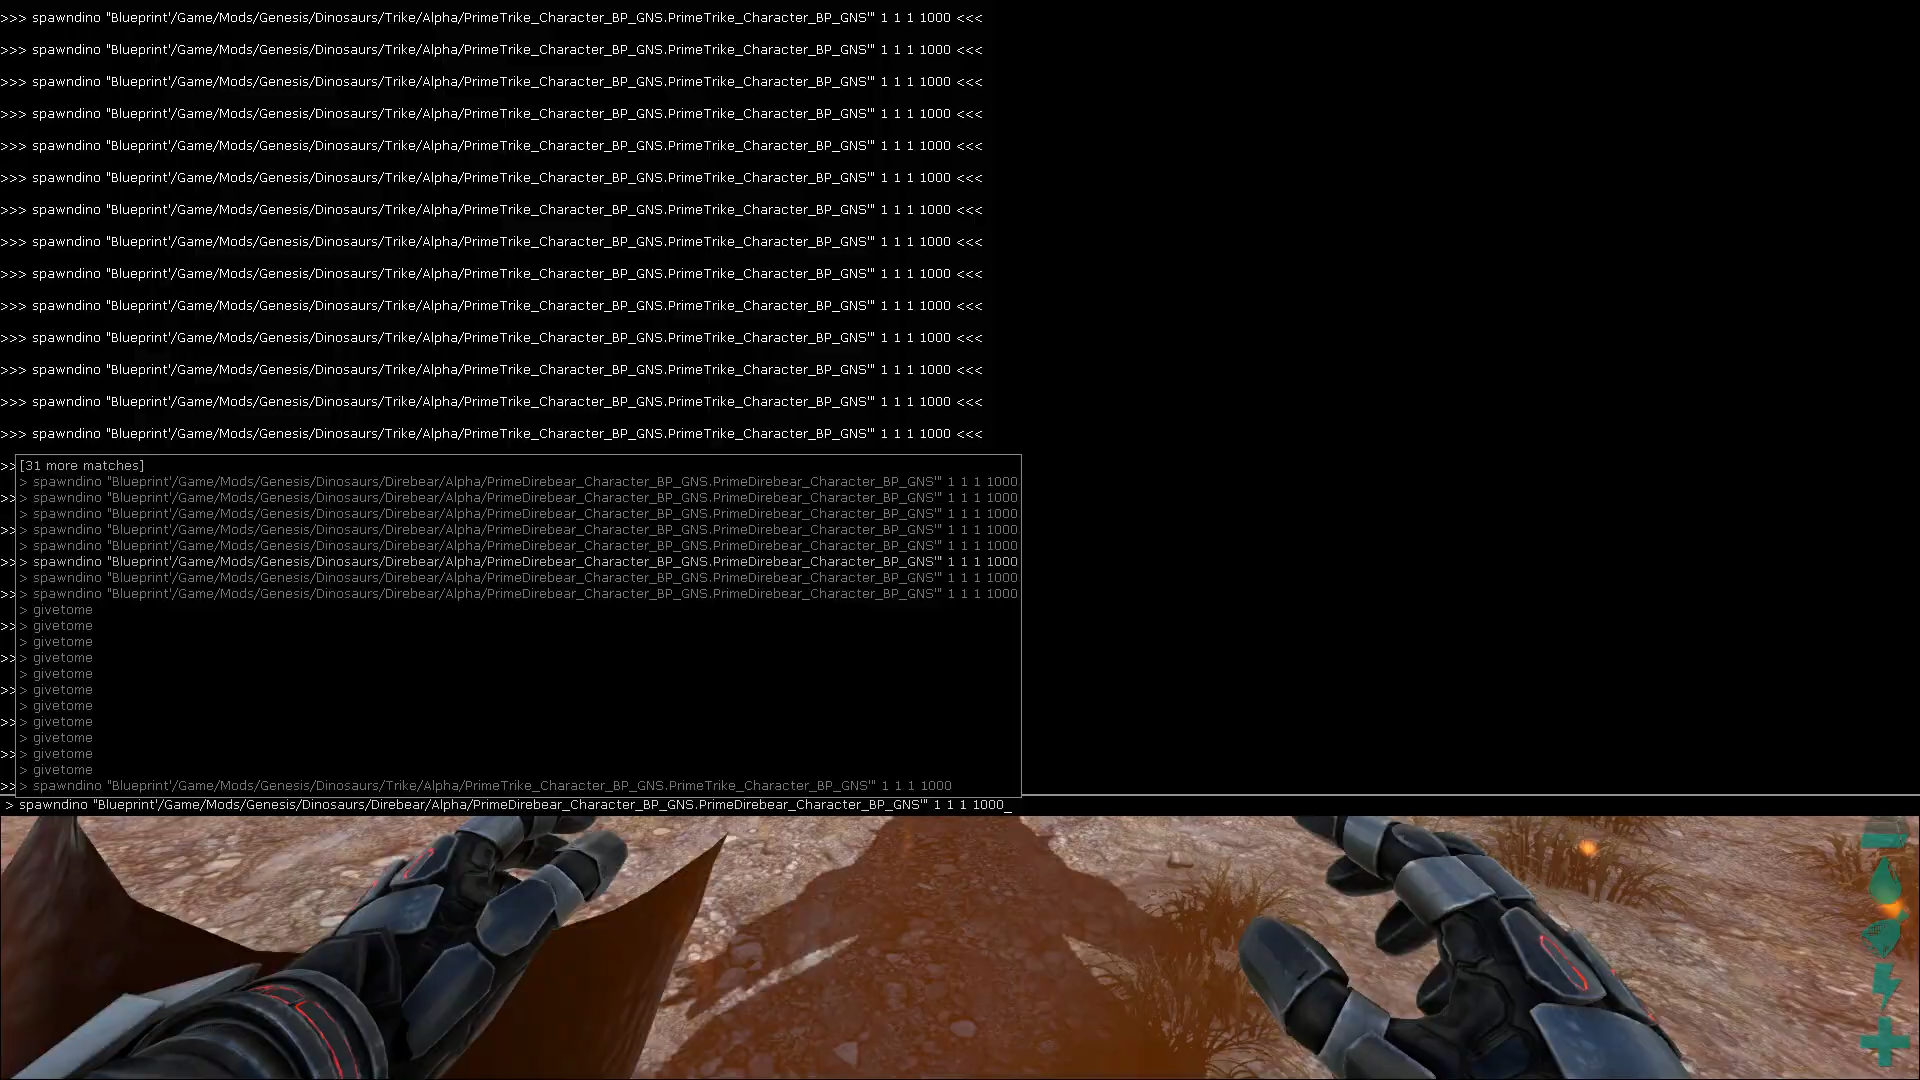 >>> spawndino "Blueprint'/Game/Mods/Genesis/Dinosaurs/Trike/Alpha/PrimeTrike_Character_BP_GNS.PrimeTrike_Character_BP_GNS'" 1 1 1 1000 <<<
>>> spawndino "Blueprint'/Game/Mods/Genesis/Dinosaurs/Trike/Alpha/PrimeTrike_Character_BP_GNS.PrimeTrike_Character_BP_GNS'" 1 1 1 1000 <<<
>>> spawndino "Blueprint'/Game/Mods/Genesis/Dinosaurs/Trike/Alpha/PrimeTrike_Character_BP_GNS.PrimeTrike_Character_BP_GNS'" 1 1 1 1000 <<<
>>> spawndino "Blueprint'/Game/Mods/Genesis/Dinosaurs/Trike/Alpha/PrimeTrike_Character_BP_GNS.PrimeTrike_Character_BP_GNS'" 1 1 1 1000 <<<
>>> spawndino "Blueprint'/Game/Mods/Genesis/Dinosaurs/Trike/Alpha/PrimeTrike_Character_BP_GNS.PrimeTrike_Character_BP_GNS'" 1 1 1 1000 <<<
>>> spawndino "Blueprint'/Game/Mods/Genesis/Dinosaurs/Trike/Alpha/PrimeTrike_Character_BP_GNS.PrimeTrike_Character_BP_GNS'" 1 1 1 1000 <<<
>>> spawndino "Blueprint'/Game/Mods/Genesis/Dinosaurs/Trike/Alpha/PrimeTrike_Character_BP_GNS.PrimeTrike_Character_BP_GNS'" 1 1 1 1000 <<<
>>> spawndino "Blueprint'/Game/Mods/Genesis/Dinosaurs/Trike/Alpha/PrimeTrike_Character_BP_GNS.PrimeTrike_Character_BP_GNS'" 1 1 1 1000 <<<
>>> spawndino "Blueprint'/Game/Mods/Genesis/Dinosaurs/Trike/Alpha/PrimeTrike_Character_BP_GNS.PrimeTrike_Character_BP_GNS'" 1 1 1 1000 <<<
>>> spawndino "Blueprint'/Game/Mods/Genesis/Dinosaurs/Trike/Alpha/PrimeTrike_Character_BP_GNS.PrimeTrike_Character_BP_GNS'" 1 1 1 1000 <<<
>>> spawndino "Blueprint'/Game/Mods/Genesis/Dinosaurs/Trike/Alpha/PrimeTrike_Character_BP_GNS.PrimeTrike_Character_BP_GNS'" 1 1 1 1000 <<<
>>> spawndino "Blueprint'/Game/Mods/Genesis/Dinosaurs/Trike/Alpha/PrimeTrike_Character_BP_GNS.PrimeTrike_Character_BP_GNS'" 1 1 1 1000 <<<
>>> spawndino "Blueprint'/Game/Mods/Genesis/Dinosaurs/Trike/Alpha/PrimeTrike_Character_BP_GNS.PrimeTrike_Character_BP_GNS'" 1 1 1 1000 <<<
>>> spawndino "Blueprint'/Game/Mods/Genesis/Dinosaurs/Trike/Alpha/PrimeTrike_Character_BP_GNS.PrimeTrike_Character_BP_GNS'" 1 1 1 1000 <<<
>> [31 more matches]
> spawndino "Blueprint'/Game/Mods/Genesis/Dinosaurs/Direbear/Alpha/PrimeDirebear_Character_BP_GNS.PrimeDirebear_Character_BP_GNS'" 1 1 1 1000
>> > spawndino "Blueprint'/Game/Mods/Genesis/Dinosaurs/Direbear/Alpha/PrimeDirebear_Character_BP_GNS.PrimeDirebear_Character_BP_GNS'" 1 1 1 1000
> spawndino "Blueprint'/Game/Mods/Genesis/Dinosaurs/Direbear/Alpha/PrimeDirebear_Character_BP_GNS.PrimeDirebear_Character_BP_GNS'" 1 1 1 1000
>> > spawndino "Blueprint'/Game/Mods/Genesis/Dinosaurs/Direbear/Alpha/PrimeDirebear_Character_BP_GNS.PrimeDirebear_Character_BP_GNS'" 1 1 1 1000
> spawndino "Blueprint'/Game/Mods/Genesis/Dinosaurs/Direbear/Alpha/PrimeDirebear_Character_BP_GNS.PrimeDirebear_Character_BP_GNS'" 1 1 1 1000
>> > spawndino "Blueprint'/Game/Mods/Genesis/Dinosaurs/Direbear/Alpha/PrimeDirebear_Character_BP_GNS.PrimeDirebear_Character_BP_GNS'" 1 1 1 1000
> spawndino "Blueprint'/Game/Mods/Genesis/Dinosaurs/Direbear/Alpha/PrimeDirebear_Character_BP_GNS.PrimeDirebear_Character_BP_GNS'" 1 1 1 1000
>> > spawndino "Blueprint'/Game/Mods/Genesis/Dinosaurs/Direbear/Alpha/PrimeDirebear_Character_BP_GNS.PrimeDirebear_Character_BP_GNS'" 1 1 1 1000
> givetome
>> > givetome
> givetome
>> > givetome
> givetome
>> > givetome
> givetome
>> > givetome
> givetome
>> > givetome
> givetome
>> > spawndino "Blueprint'/Game/Mods/Genesis/Dinosaurs/Trike/Alpha/PrimeTrike_Character_BP_GNS.PrimeTrike_Character_BP_GNS'" 1 1 1 1000
> spawndino "Blueprint'/Game/Mods/Genesis/Dinosaurs/Direbear/Alpha/PrimeDirebear_Character_BP_GNS.PrimeDirebear_Character_BP_GNS'" 1 1 1 1000_